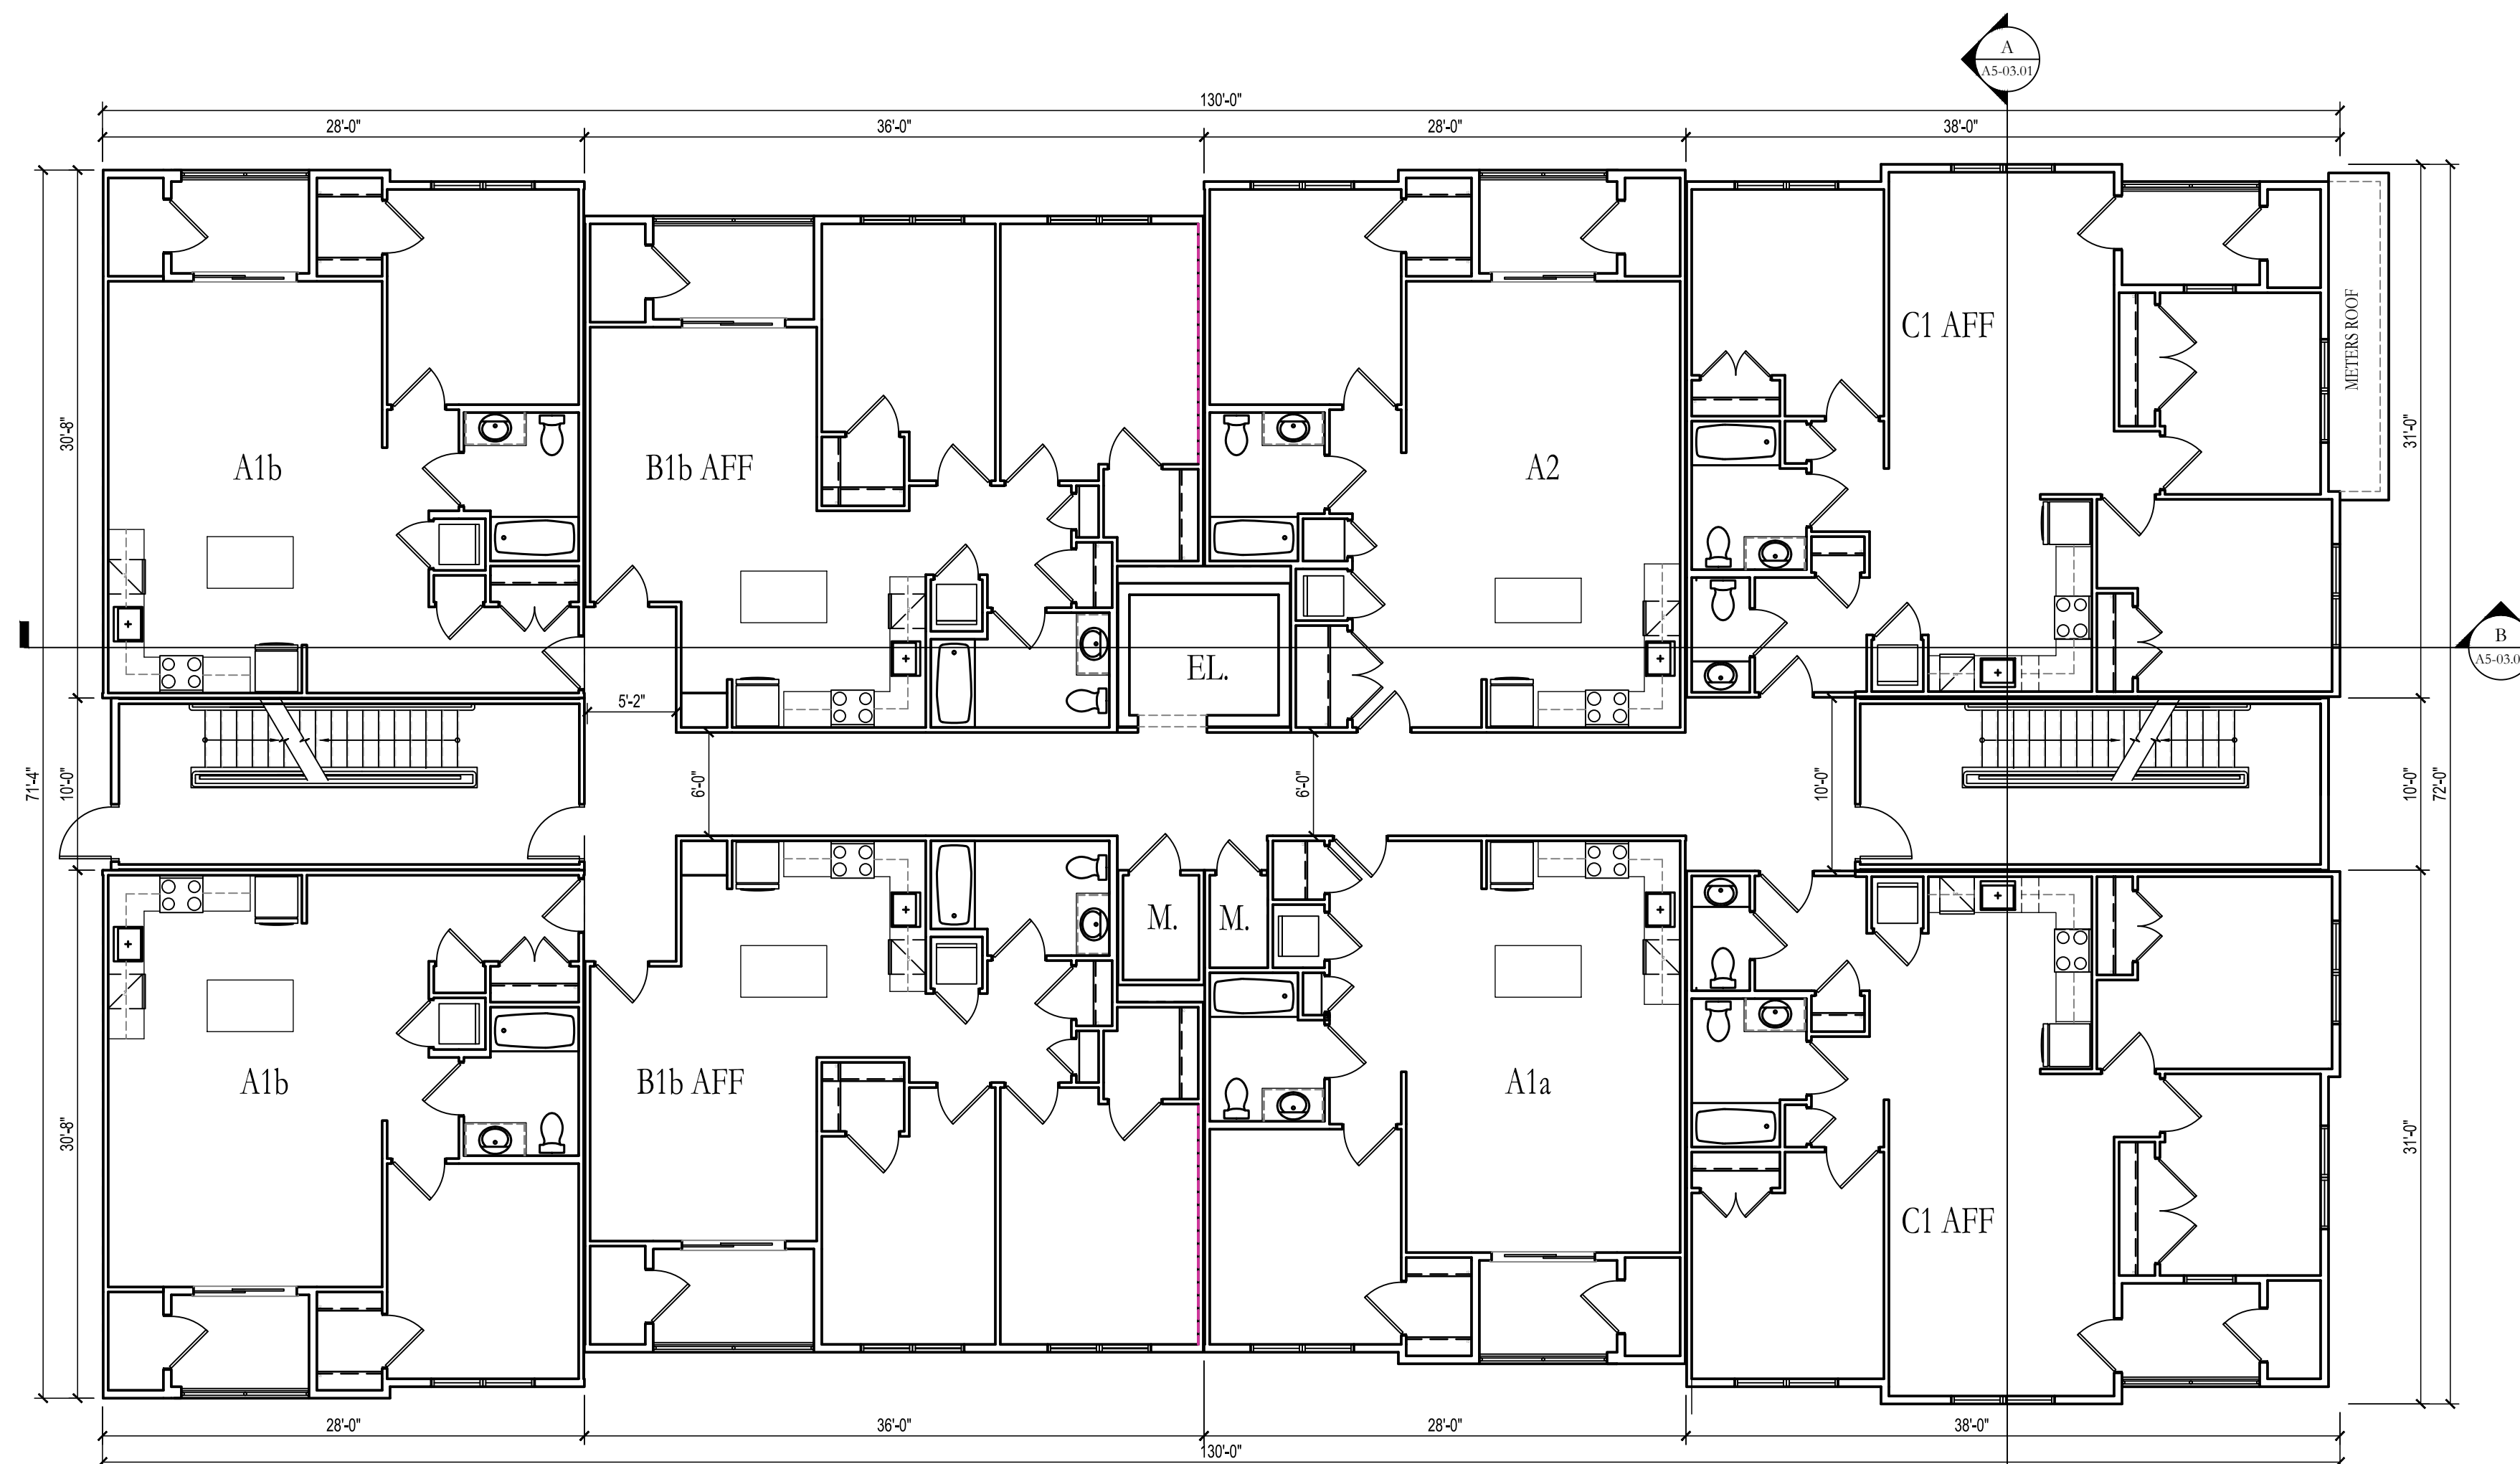 A
A5-03.01
130'-0"
28'-0"
36'-0"
28'-0"
38'-0"
METERS ROOF
C1 AFF
30'-8"
31'-0"
A1b
B1b AFF
A2
B
A5-03.0
EL.
5'-2"
71'-4"
10'-0"
6'-0"
6'-0"
10'-0"
10'-0"
72'-0"
M.
M.
A1b
B1b AFF
A1a
30'-8"
31'-0"
C1 AFF
28'-0"
36'-0"
28'-0"
38'-0"
130'-0"